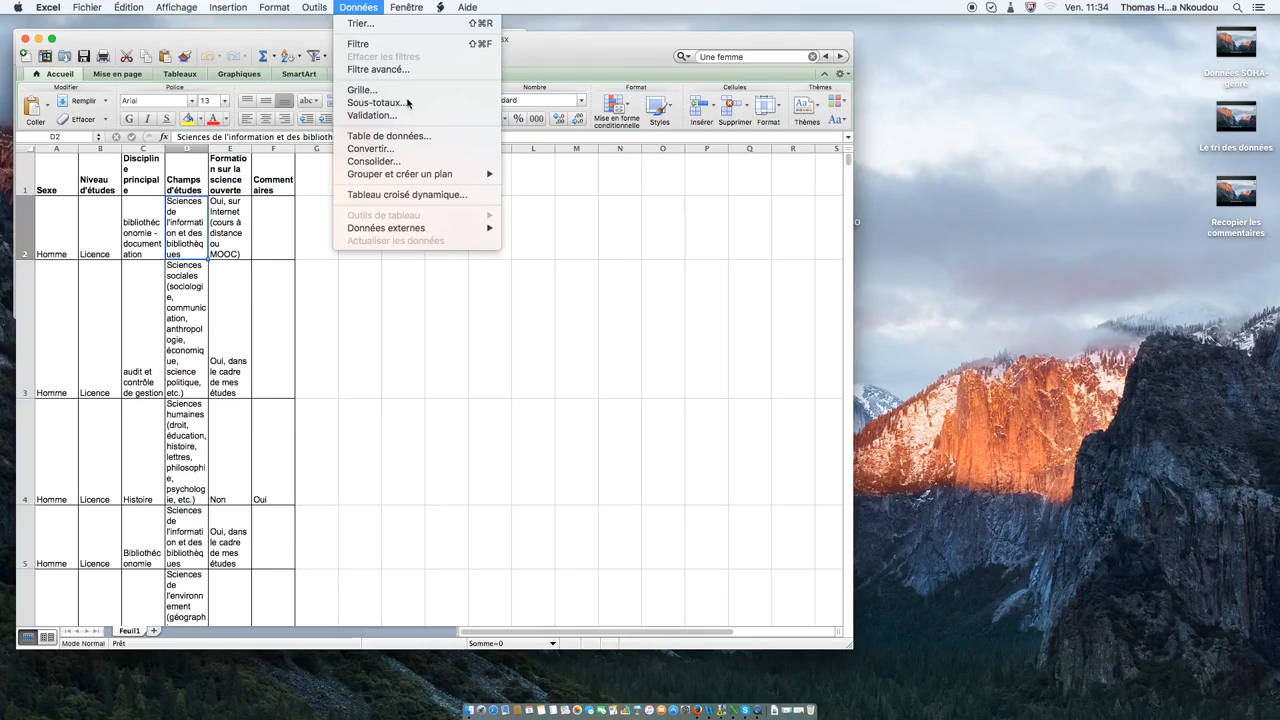 Excel Fichier Édition Affichage Insertion Format Outils Données Fenêtre Aide Ven. 11:34 Thomas H...a Nkoudou
Trier... ⇧⌘R
Filtre ⇧⌘F
Effacer les filtres
Filtre avancé...
Grille...
Sous-totaux...
Validation...
Table de données...
Convertir...
Consolider...
Grouper et créer un plan
Tableau croisé dynamique...
Outils de tableau
Données externes
Actualiser les données
sx
Une femme
Accueil Mise en page Tableaux Graphiques SmartArt
Modifier Police
Nombre Format Cellules Thèmes
Coller
Remplir
Effacer
Arial 13 abc
G I S
dard
% 000
Mise en forme
conditionnelle
Styles
Insérer Supprimer Format
Thèmes Aa
D2 fx Sciences de l'information et des biblioth
A B C D E F G L M N O P Q R S
1
Sexe
Niveau
d'études
Disciplin
e
principal
e
Champs
d'études
Formatio
n sur la
science
ouverte
Comment
aires
2
Homme
Licence
bibliothéc
onomie -
document
ation
Sciences
de
l'informati
on et des
bibliothèq
ues
Oui, sur
Internet
(cours à
distance
ou
MOOC)
3
Homme
Licence
audit et
contrôle
de gestion
Sciences
sociales
(sociologi
e,
communic
ation,
anthropol
ogie,
économiq
ue,
science
politique,
etc.)
Oui, dans
le cadre
de mes
études
4
Homme
Licence
Histoire
Sciences
humaines
(droit,
éducation,
histoire,
lettres,
philosophi
e,
psycholog
ie, etc.)
Non
Oui
5
Homme
Licence
Bibliothéc
onomie
Sciences
de
l'informati
on et des
bibliothèq
ues
Oui, dans
le cadre
de mes
études
Sciences
de
l'environn
ement
(géograph
Feuil1
Mode Normal Prêt Somme=0
Données SOHA-
genre
Le tri des données
Recopier les
commentaires